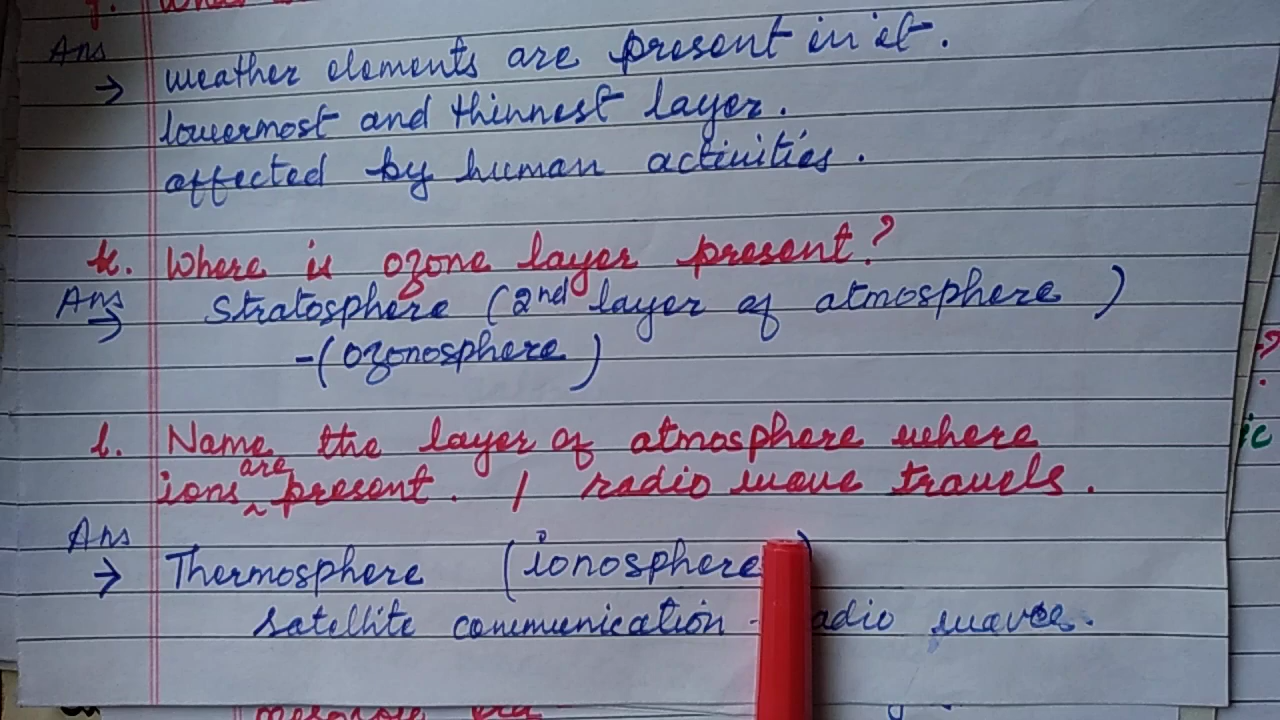 Ans
→ weather elements are present in it.
lowermost and thinnest layer.
affected by human activities.
k. Where is ozone layer present?
Ans
→ Stratosphere (2nd layer of atmosphere)
-(ozonosphere)
l. Name the layer of atmosphere where
ions are present. / radio wave travels.
Ans
→ Thermosphere (ionosphere)
satellite communication - adio waves.
ic